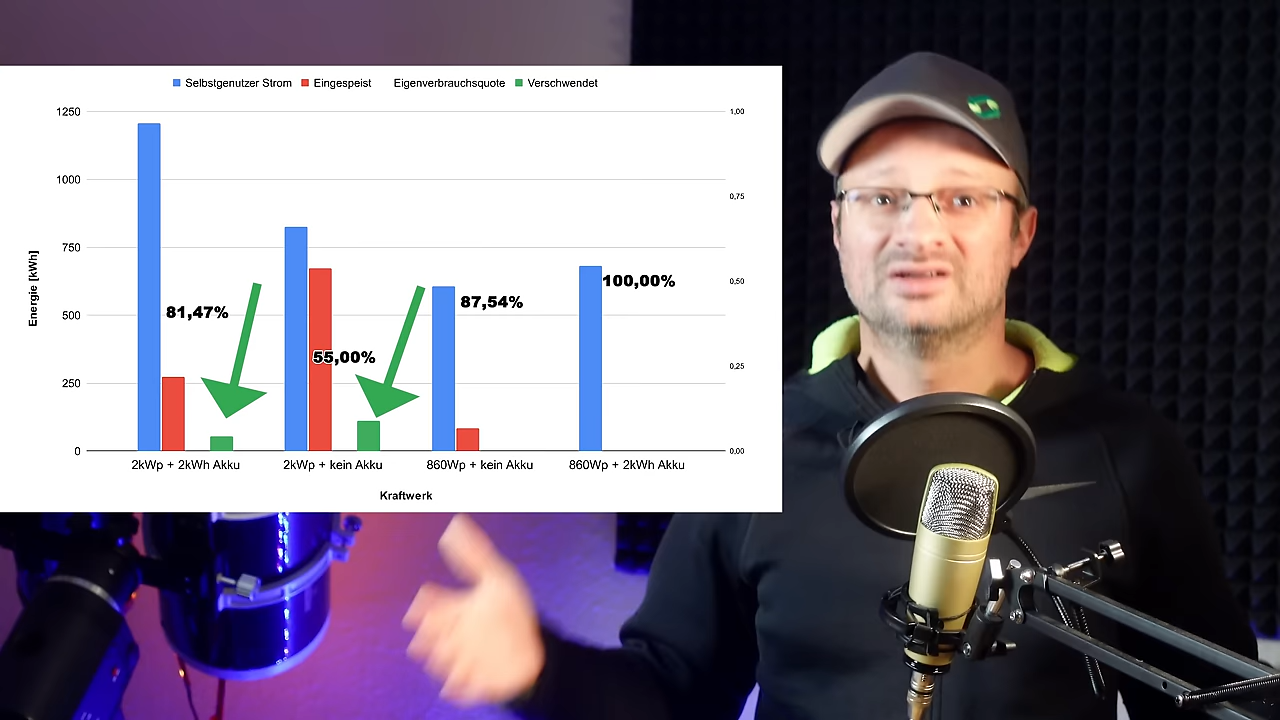 Selbstgenutzer Strom Eingespeist Eigenverbrauchsquote Verschwendet
1250 1,00
1000
0,75
750
Energie [kWh]
500 0,50
250 0,25
0 0,00
81,47%
55,00%
87,54%
100,00%
2kWp + 2kWh Akku 2kWp + kein Akku 860Wp + kein Akku 860Wp + 2kWh Akku
Kraftwerk